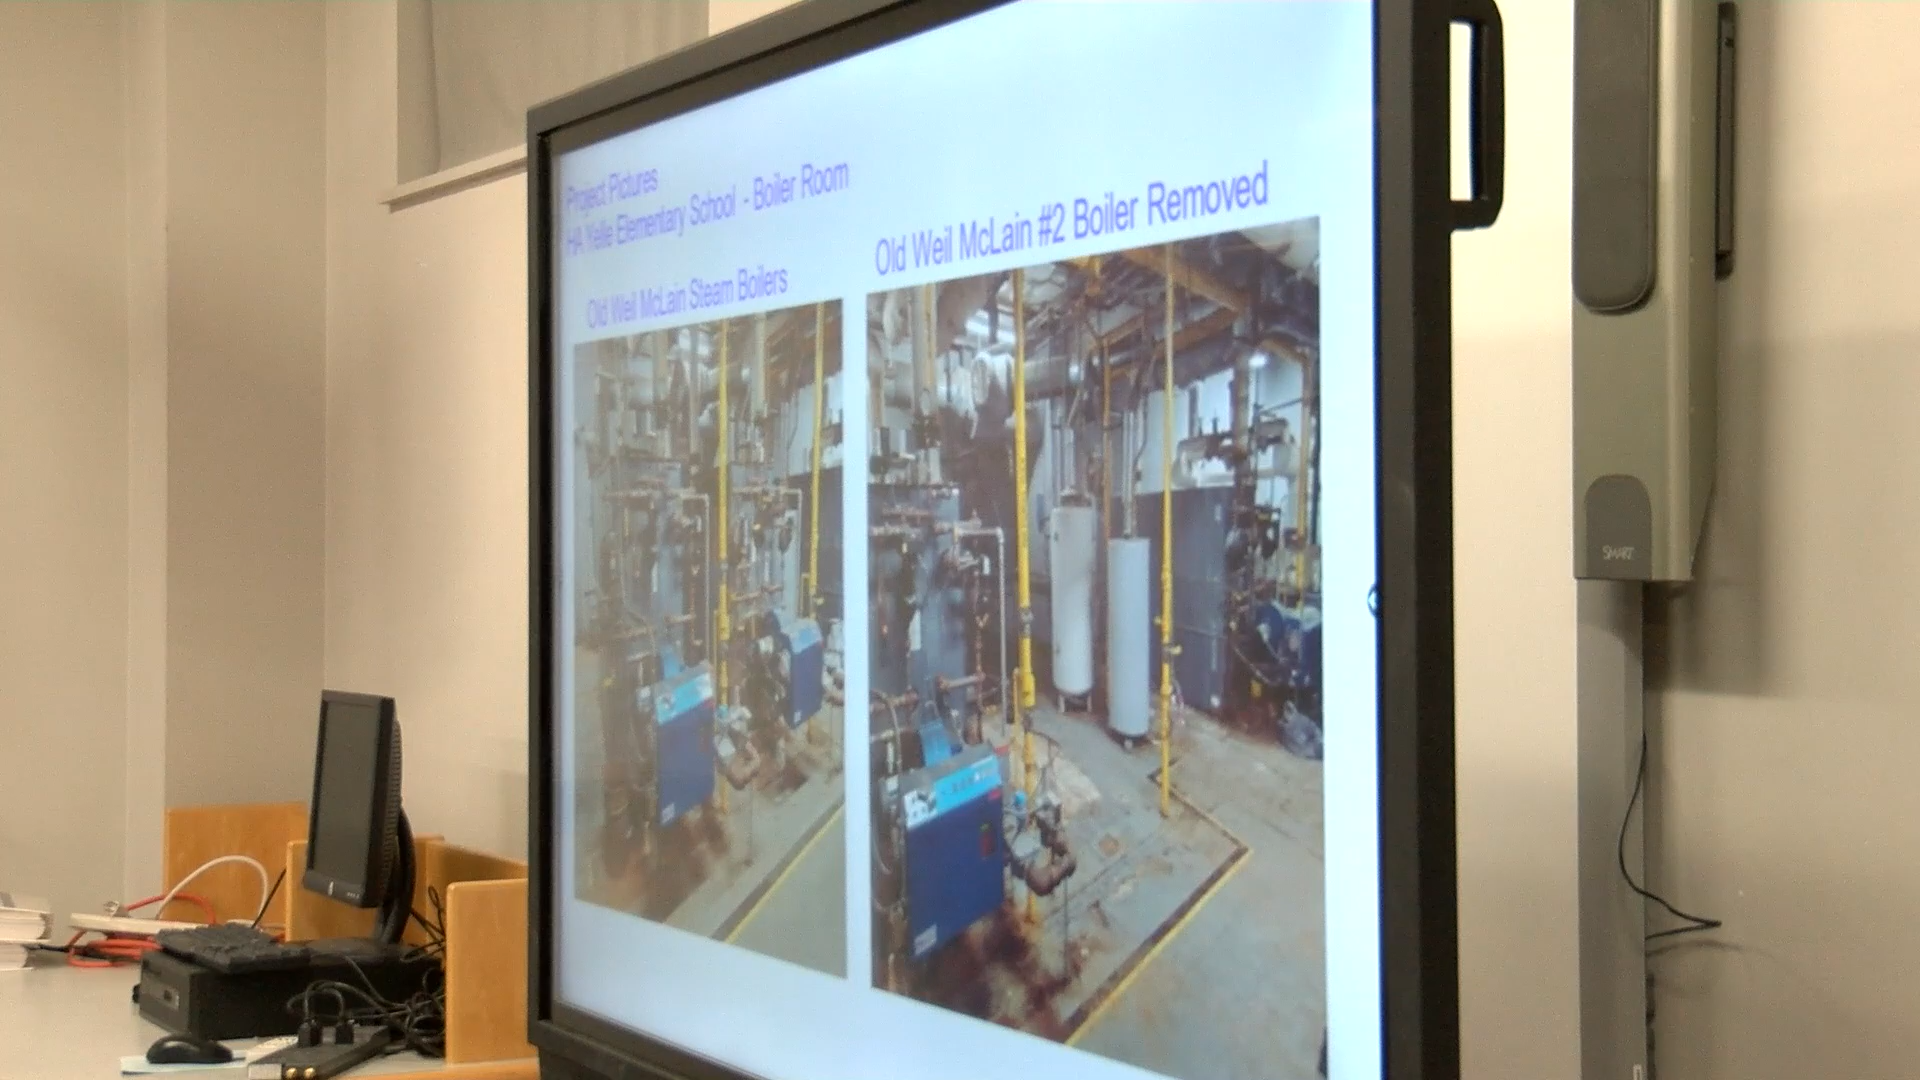 Project Pictures
HA Yelle Elementary School - Boiler Room
Old Weil McLain Steam Boilers
Old Weil McLain #2 Boiler Removed
SMART